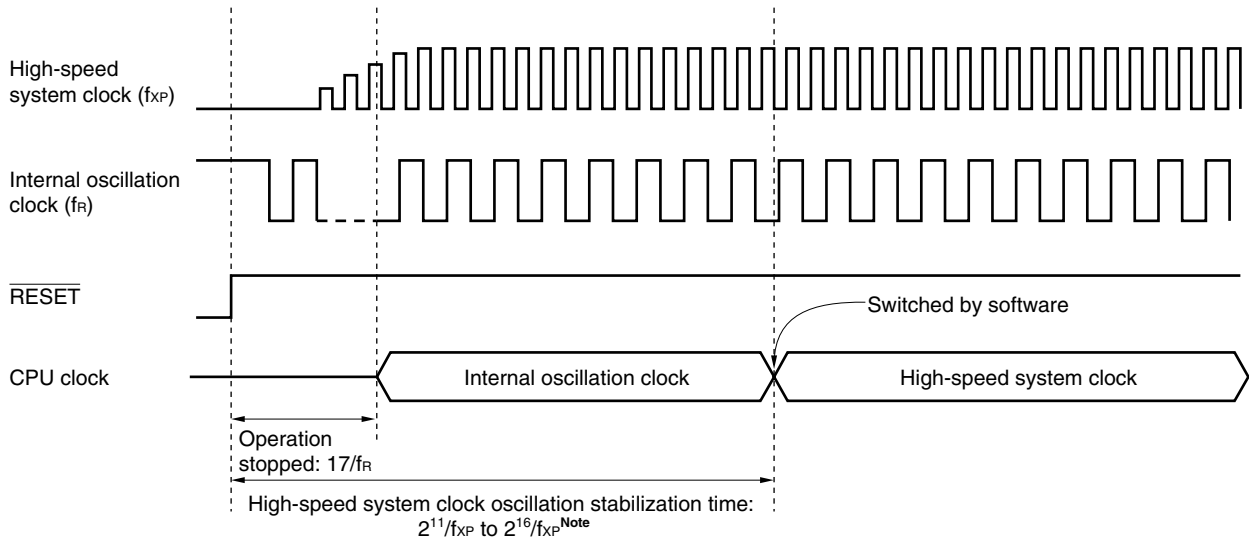 High-speed
system clock (fXP)
Internal oscillation
clock (fR)
RESET
Switched by software
CPU clock
Internal oscillation clock
High-speed system clock
Operation
stopped: 17/fR
High-speed system clock oscillation stabilization time:
2^11/fXP to 2^16/fXP^Note